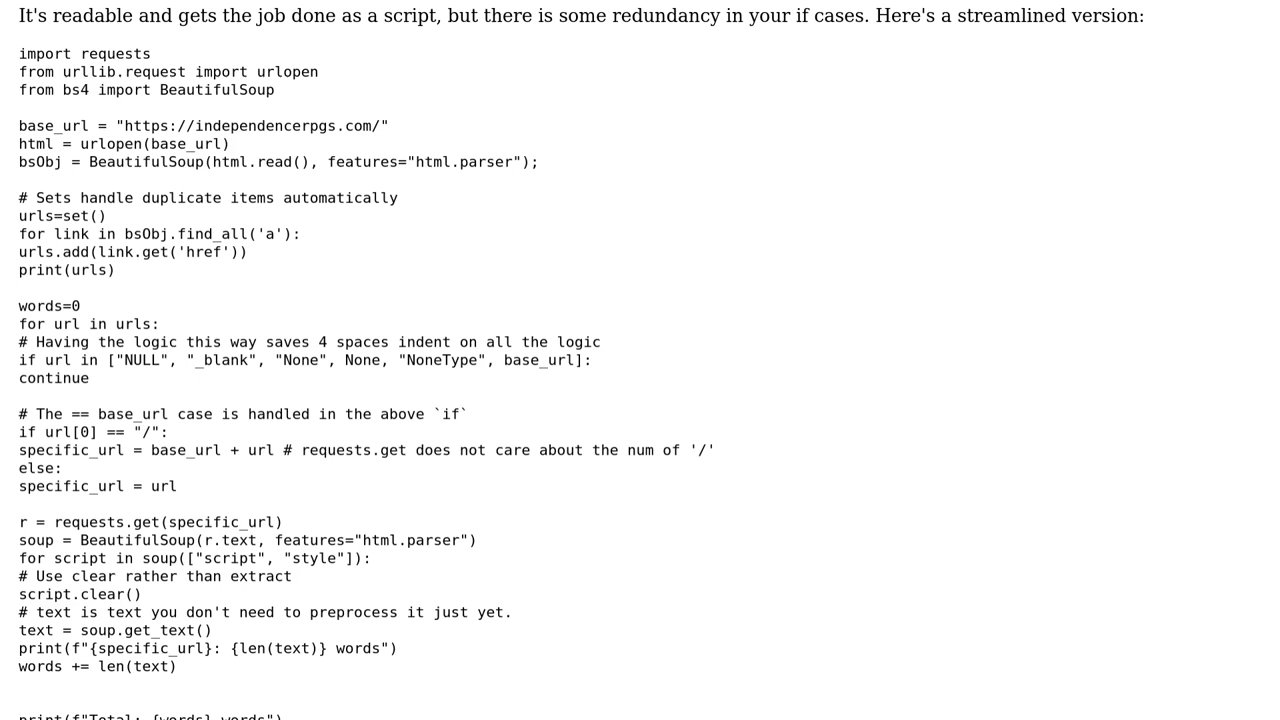 It's readable and gets the job done as a script, but there is some redundancy in your if cases. Here's a streamlined version:
import requests
from urllib.request import urlopen
from bs4 import BeautifulSoup
base_url = "https://independencerpgs.com/"
html = urlopen(base_url)
bsObj = BeautifulSoup(html.read(), features="html.parser");
# Sets handle duplicate items automatically
urls=set()
for link in bsObj.find_all('a'):
urls.add(link.get('href'))
print(urls)
words=0
for url in urls:
# Having the logic this way saves 4 spaces indent on all the logic
if url in ["NULL", "_blank", "None", None, "NoneType", base_url]:
continue
# The == base_url case is handled in the above `if`
if url[0] == "/":
specific_url = base_url + url # requests.get does not care about the num of '/'
else:
specific_url = url
r = requests.get(specific_url)
soup = BeautifulSoup(r.text, features="html.parser")
for script in soup(["script", "style"]):
# Use clear rather than extract
script.clear()
# text is text you don't need to preprocess it just yet.
text = soup.get_text()
print(f"{specific_url}: {len(text)} words")
words += len(text)
print(f"Total: {words} words")